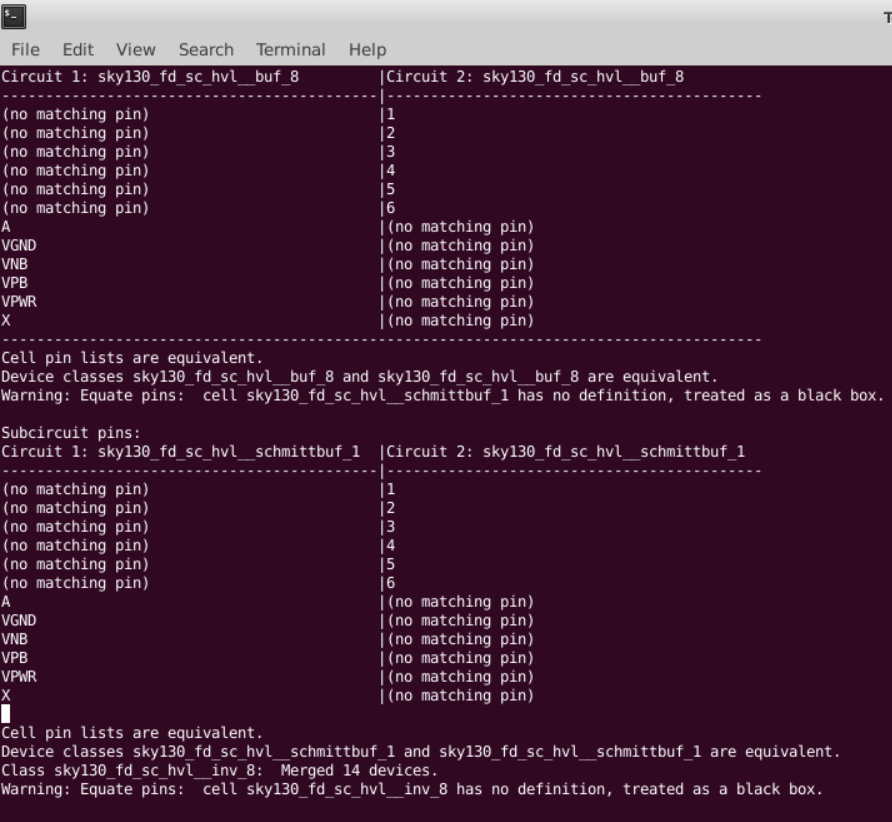 T
File Edit View Search Terminal Help
Circuit 1: sky130_fd_sc_hvl__buf_8 |Circuit 2: sky130_fd_sc_hvl__buf_8
-------------------------------------------|-------------------------------------------
(no matching pin) |1
(no matching pin) |2
(no matching pin) |3
(no matching pin) |4
(no matching pin) |5
(no matching pin) |6
A |(no matching pin)
VGND |(no matching pin)
VNB |(no matching pin)
VPB |(no matching pin)
VPWR |(no matching pin)
X |(no matching pin)
---------------------------------------------------------------------------------------
Cell pin lists are equivalent.
Device classes sky130_fd_sc_hvl__buf_8 and sky130_fd_sc_hvl__buf_8 are equivalent.
Warning: Equate pins:  cell sky130_fd_sc_hvl__schmittbuf_1 has no definition, treated as a black box.
Subcircuit pins:
Circuit 1: sky130_fd_sc_hvl__schmittbuf_1 |Circuit 2: sky130_fd_sc_hvl__schmittbuf_1
-------------------------------------------|-------------------------------------------
(no matching pin) |1
(no matching pin) |2
(no matching pin) |3
(no matching pin) |4
(no matching pin) |5
(no matching pin) |6
A |(no matching pin)
VGND |(no matching pin)
VNB |(no matching pin)
VPB |(no matching pin)
VPWR |(no matching pin)
X |(no matching pin)
Cell pin lists are equivalent.
Device classes sky130_fd_sc_hvl__schmittbuf_1 and sky130_fd_sc_hvl__schmittbuf_1 are equivalent.
Class sky130_fd_sc_hvl__inv_8:  Merged 14 devices.
Warning: Equate pins:  cell sky130_fd_sc_hvl__inv_8 has no definition, treated as a black box.